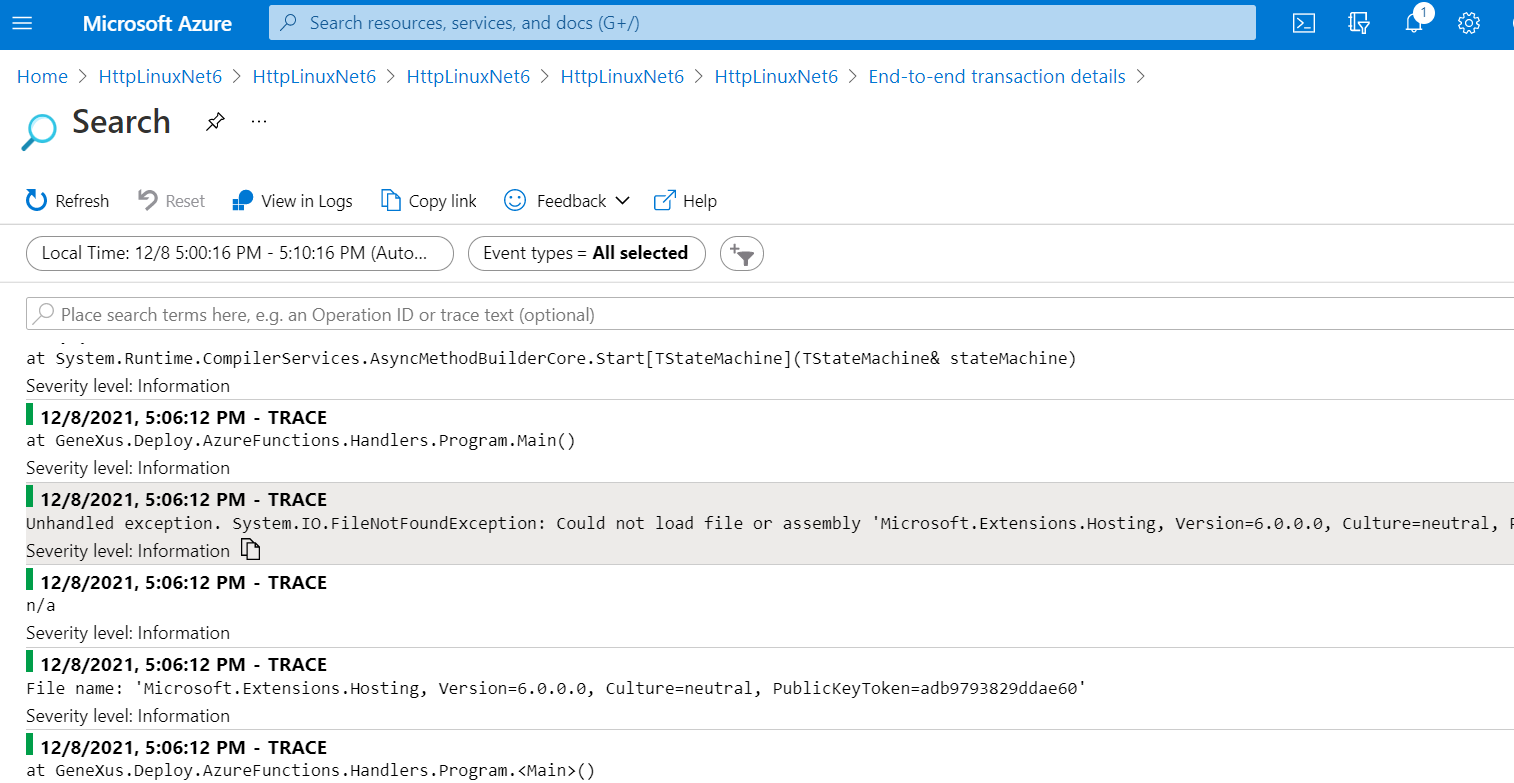 Microsoft Azure
Search resources, services, and docs (G+/)
1
Home > HttpLinuxNet6 > HttpLinuxNet6 > HttpLinuxNet6 > HttpLinuxNet6 > HttpLinuxNet6 > End-to-end transaction details >
Search ...
Refresh Reset View in Logs Copy link Feedback Help
Local Time: 12/8 5:00:16 PM - 5:10:16 PM (Auto... Event types = All selected
Place search terms here, e.g. an Operation ID or trace text (optional)
at System.Runtime.CompilerServices.AsyncMethodBuilderCore.Start[TStateMachine](TStateMachine& stateMachine)
Severity level: Information
12/8/2021, 5:06:12 PM - TRACE
at GeneXus.Deploy.AzureFunctions.Handlers.Program.Main()
Severity level: Information
12/8/2021, 5:06:12 PM - TRACE
Unhandled exception. System.IO.FileNotFoundException: Could not load file or assembly 'Microsoft.Extensions.Hosting, Version=6.0.0.0, Culture=neutral,
Severity level: Information
12/8/2021, 5:06:12 PM - TRACE
n/a
Severity level: Information
12/8/2021, 5:06:12 PM - TRACE
File name: 'Microsoft.Extensions.Hosting, Version=6.0.0.0, Culture=neutral, PublicKeyToken=adb9793829ddae60'
Severity level: Information
12/8/2021, 5:06:12 PM - TRACE
at GeneXus.Deploy.AzureFunctions.Handlers.Program.<Main>()